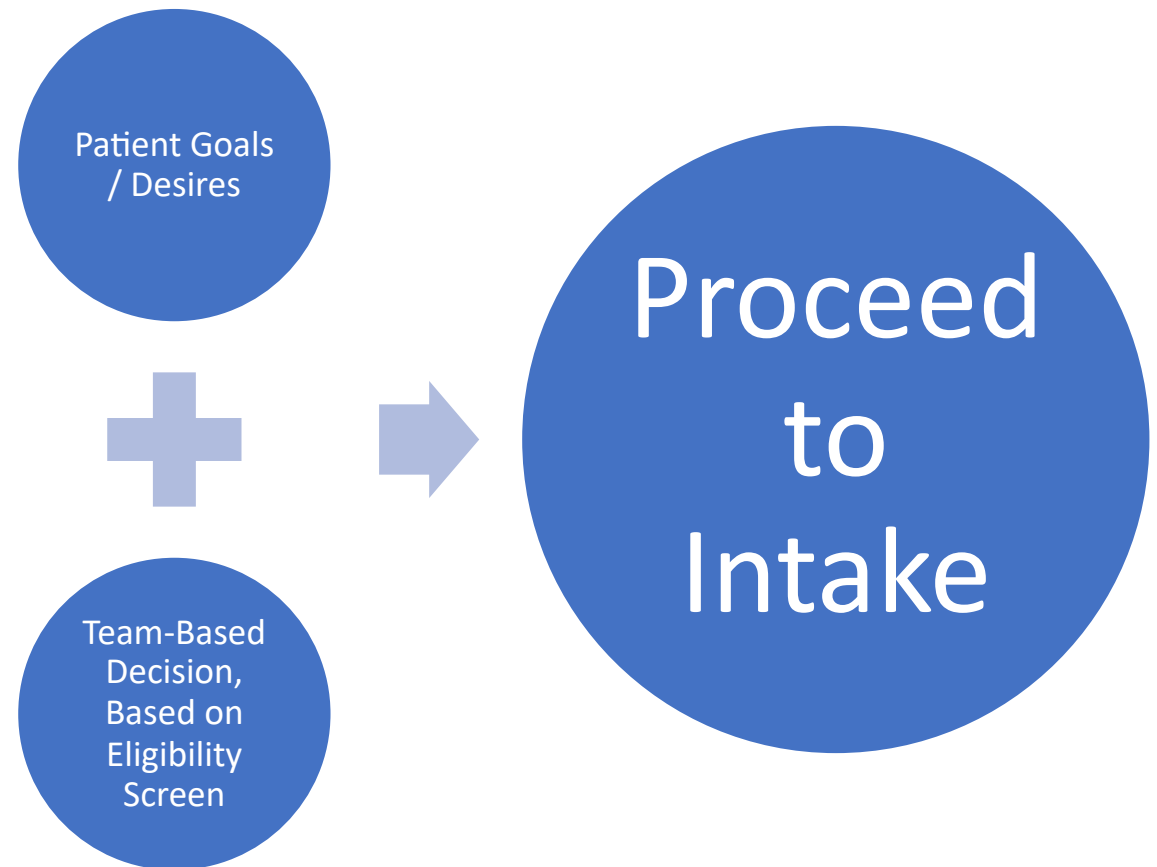 Patient Goals
/ Desires
Team-Based
Decision,
Based on
Eligibility
Screen
Proceed
to
Intake